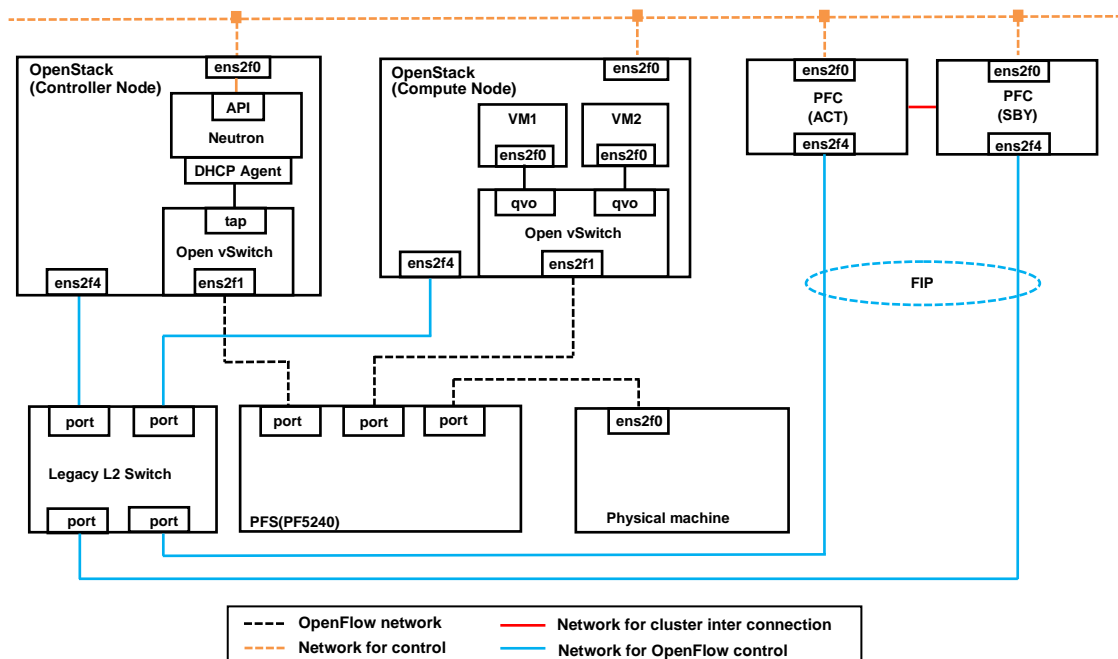 ens2f0
ens2f0
ens2f0
ens2f0
OpenStack
(Controller Node)
API
Neutron
DHCP Agent
tap
Open vSwitch
ens2f4
ens2f1
OpenStack
(Compute Node)
VM1
VM2
ens2f0
ens2f0
qvo
qvo
Open vSwitch
ens2f4
ens2f1
PFC
(ACT)
ens2f4
PFC
(SBY)
ens2f4
FIP
port
port
Legacy L2 Switch
port
port
port
port
port
PFS(PF5240)
ens2f0
Physical machine
OpenFlow network
Network for cluster inter connection
Network for control
Network for OpenFlow control